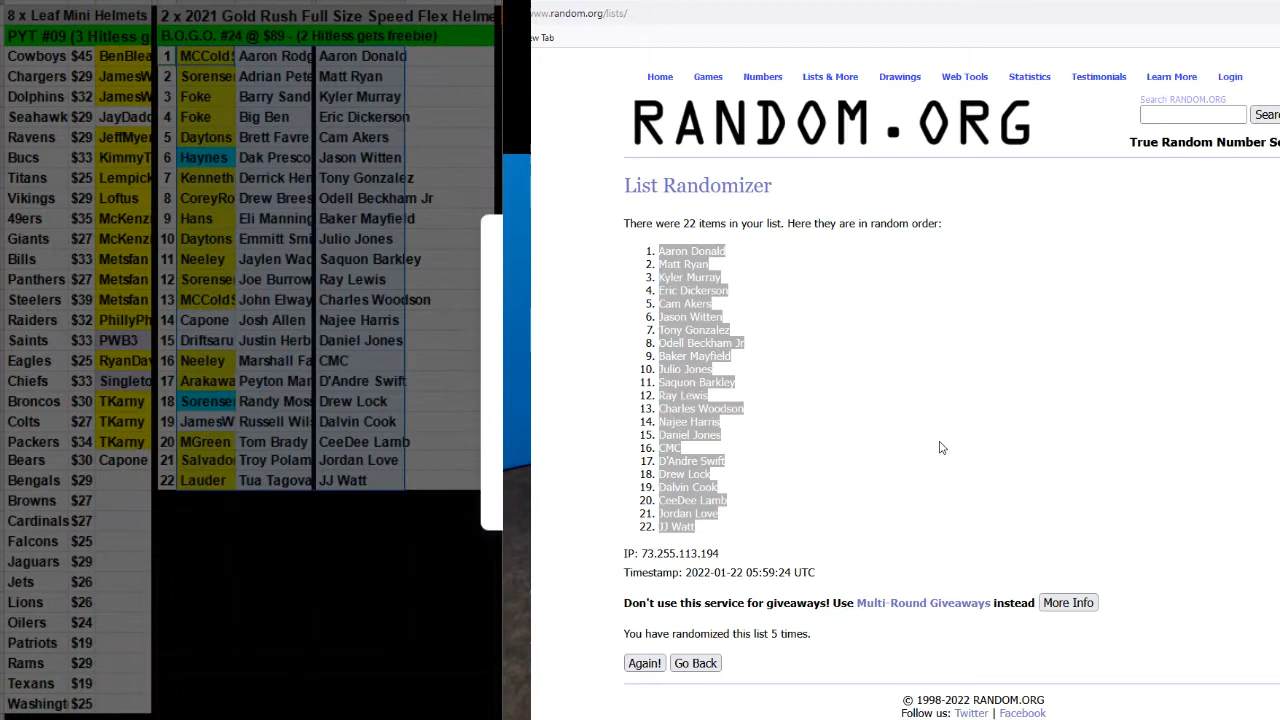 www.random.org/lists/
ew Tab
8 x Leaf Mini Helmets
2 x 2021 Gold Rush Full Size Speed Flex Helme
PYT #09 (3 Hitless g
B.O.G.O. #24 @ $89 - (2 Hitless gets freebie)
Cowboys $45 BenBlea
Chargers $29 JamesW
Dolphins $32 JamesW
Seahawk $29 JayDado
Ravens $29 JeffMyer
Bucs $33 KimmyT
Titans $25 Lempick
Vikings $29 Loftus
49ers $35 McKenzi
Giants $27 McKenzi
Bills $33 Metsfan
Panthers $27 Metsfan
Steelers $39 Metsfan
Raiders $32 PhillyPh
Saints $33 PWB3
Eagles $25 RyanDav
Chiefs $33 Singleto
Broncos $30 TKarny
Colts $27 TKarny
Packers $34 TKarny
Bears $30 Capone
Bengals $29
Browns $27
Cardinals $27
Falcons $25
Jaguars $29
Jets $26
Lions $26
Oilers $24
Patriots $19
Rams $29
Texans $19
Washingt $25
1 MCCold Aaron Rodg Aaron Donald
2 Sorense Adrian Pete Matt Ryan
3 Foke Barry Sand Kyler Murray
4 Foke Big Ben Eric Dickerson
5 Daytons Brett Favre Cam Akers
6 Haynes Dak Presco Jason Witten
7 Kenneth Derrick Hen Tony Gonzalez
8 CoreyRo Drew Brees Odell Beckham Jr
9 Hans Eli Manning Baker Mayfield
10 Daytons Emmitt Smi Julio Jones
11 Neeley Jaylen Wad Saquon Barkley
12 Sorense Joe Burrow Ray Lewis
13 MCCold John Elway Charles Woodson
14 Capone Josh Allen Najee Harris
15 Driftsaru Justin Herb Daniel Jones
16 Neeley Marshall Fa CMC
17 Arakawa Peyton Mar D'Andre Swift
18 Sorense Randy Moss Drew Lock
19 JamesW Russell Wils Dalvin Cook
20 MGreen Tom Brady CeeDee Lamb
21 Salvado Troy Polam Jordan Love
22 Lauder Tua Tagova JJ Watt
Home Games Numbers Lists & More Drawings Web Tools Statistics Testimonials Learn More Login
RANDOM.ORG
Search RANDOM.ORG
Searc
True Random Number Se
List Randomizer
There were 22 items in your list. Here they are in random order:
1. Aaron Donald
2. Matt Ryan
3. Kyler Murray
4. Eric Dickerson
5. Cam Akers
6. Jason Witten
7. Tony Gonzalez
8. Odell Beckham Jr
9. Baker Mayfield
10. Julio Jones
11. Saquon Barkley
12. Ray Lewis
13. Charles Woodson
14. Najee Harris
15. Daniel Jones
16. CMC
17. D'Andre Swift
18. Drew Lock
19. Dalvin Cook
20. CeeDee Lamb
21. Jordan Love
22. JJ Watt
IP: 73.255.113.194
Timestamp: 2022-01-22 05:59:24 UTC
Don't use this service for giveaways! Use Multi-Round Giveaways instead More Info
You have randomized this list 5 times.
Again! Go Back
© 1998-2022 RANDOM.ORG
Follow us: Twitter | Facebook